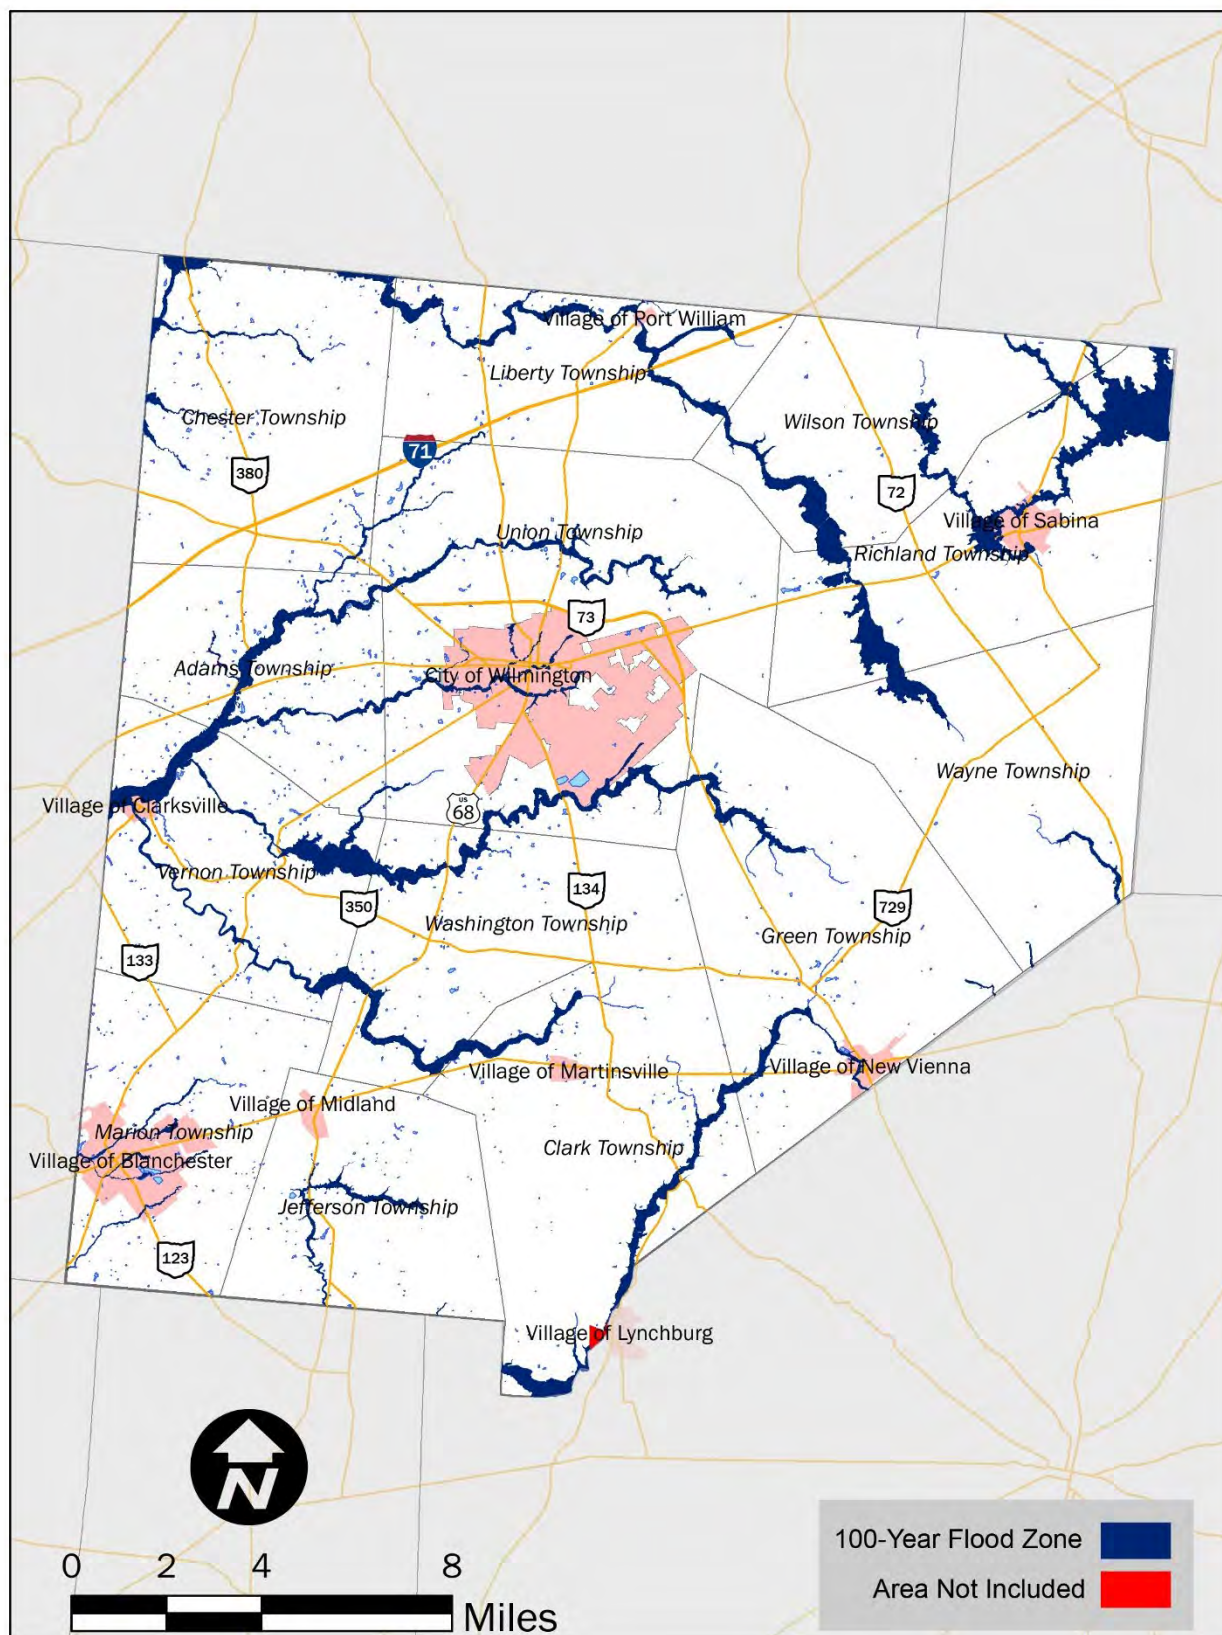 Village of Port William
Liberty Township
Chester Township
Wilson Township
71
380
72
Village of Sabina
Union Township
Richland Township
73
Adams Township
City of Wilmington
Wayne Township
Village of Clarksville
US
68
Vernon Township
134
350
729
Washington Township
Green Township
133
Village of Martinsville
Village of New Vienna
Village of Midland
Marion Township
Clark Township
Village of Blanchester
Jefferson Township
123
Village of Lynchburg
N
0 2 4 8
Miles
100-Year Flood Zone
Area Not Included